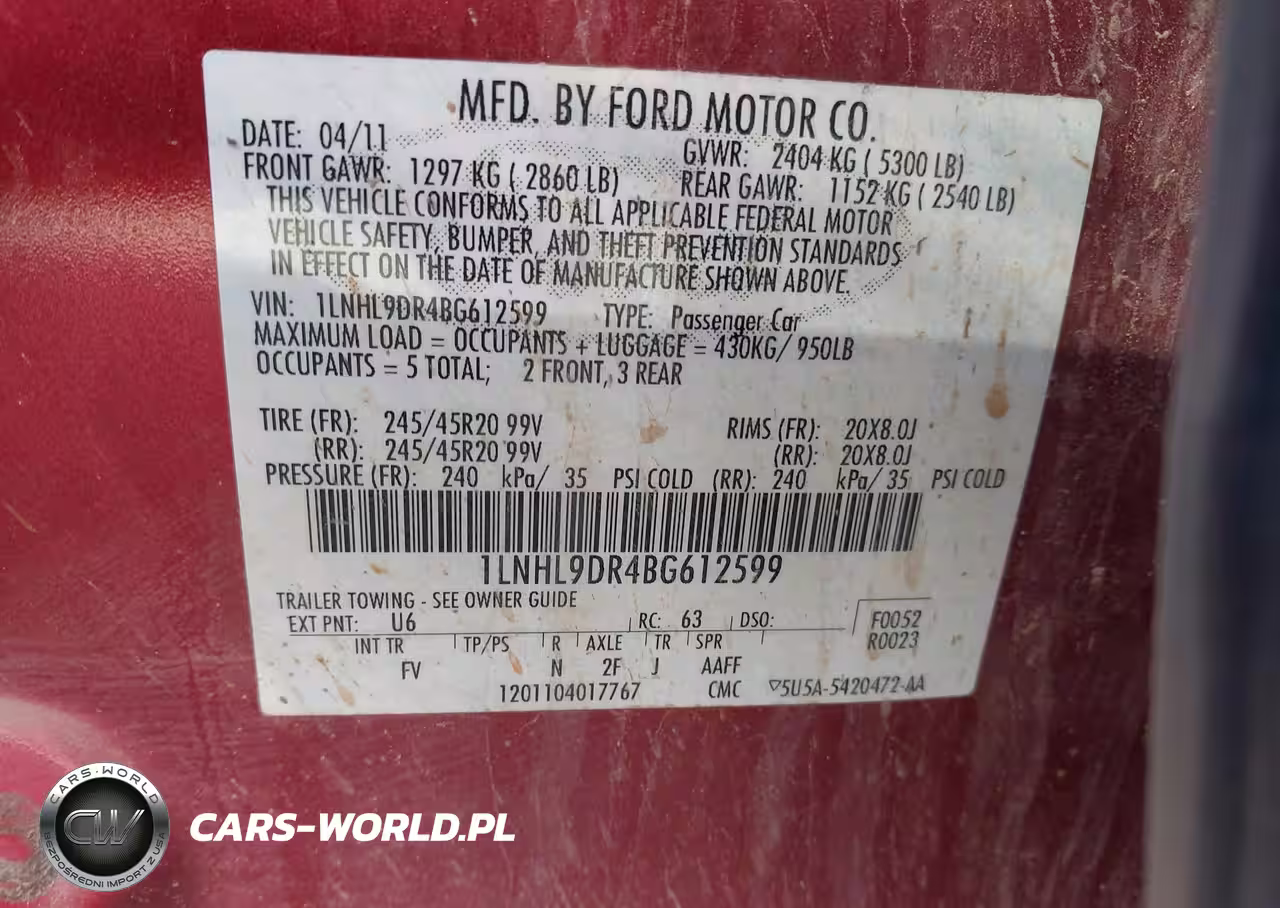 MFD. BY FORD MOTOR CO.
DATE: 04/11 GVWR: 2404 KG ( 5300 LB)
FRONT GAWR: 1297 KG ( 2860 LB) REAR GAWR: 1152 KG ( 2540 LB)
THIS VEHICLE CONFORMS TO ALL APPLICABLE FEDERAL MOTOR
VEHICLE SAFETY, BUMPER, AND THEFT PREVENTION STANDARDS
IN EFFECT ON THE DATE OF MANUFACTURE SHOWN ABOVE.
VIN: 1LNHL9DR4BG612599 TYPE: Passenger Car
MAXIMUM LOAD = OCCUPANTS + LUGGAGE = 430KG/ 950LB
OCCUPANTS = 5 TOTAL; 2 FRONT, 3 REAR
TIRE (FR): 245/45R20 99V RIMS (FR): 20X8.0J
(RR): 245/45R20 99V (RR): 20X8.0J
PRESSURE (FR): 240 kPa/ 35 PSI COLD (RR): 240 kPa/ 35 PSI COLD
1LNHL9DR4BG612599
TRAILER TOWING - SEE OWNER GUIDE
EXT PNT: U6 RC: 63 DSO: F0052
R0023
INT TR TP/PS R AXLE TR SPR
FV N 2F J AAFF
1201104017767 CMC ▽5U5A-5420472-AA
CARS-WORLD
CW
BEZPOŚREDNI IMPORT Z USA
CARS-WORLD.PL